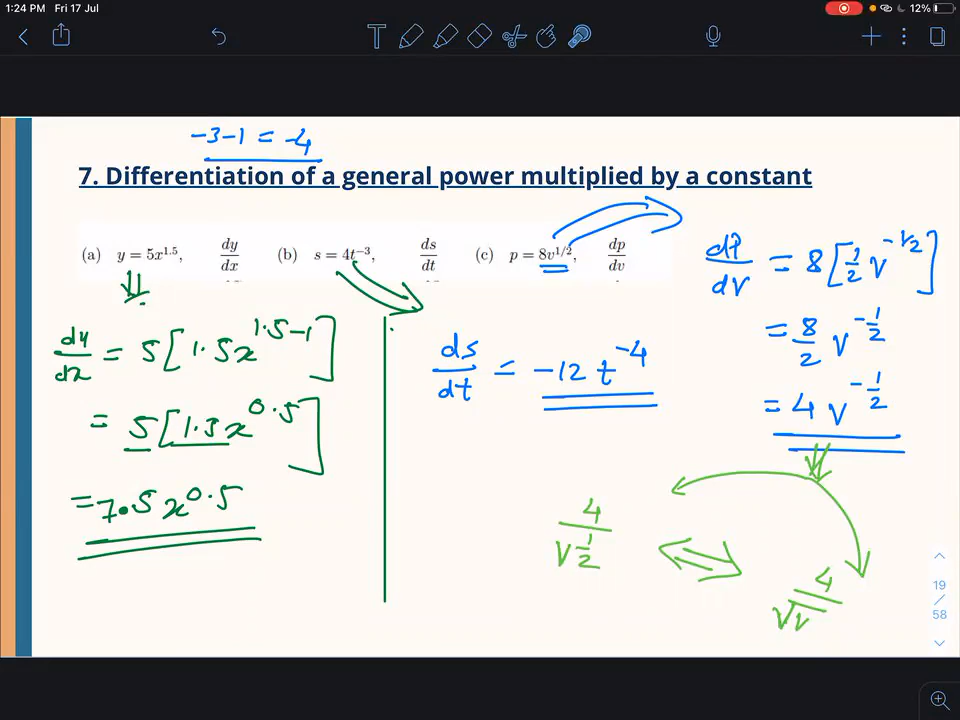 1:24 PM Fri 17 Jul
12%
-3-1 = -4
7. Differentiation of a general power multiplied by a constant
(a) y = 5x^{1.5}, dy/dx (b) s = 4t^{-3}, ds/dt (c) p = 8v^{1/2}, dp/dv
dy/dx = 5[1.5x^{1.5-1}]
= 5[1.5x^{0.5}]
= 7.5x^{0.5}
ds/dt = -12 t^{-4}
dP/dV = 8[1/2 v^{-1/2}]
= 8/2 v^{-1/2}
= 4 v^{-1/2}
4/v^{1/2}
4/√v
19
/
58